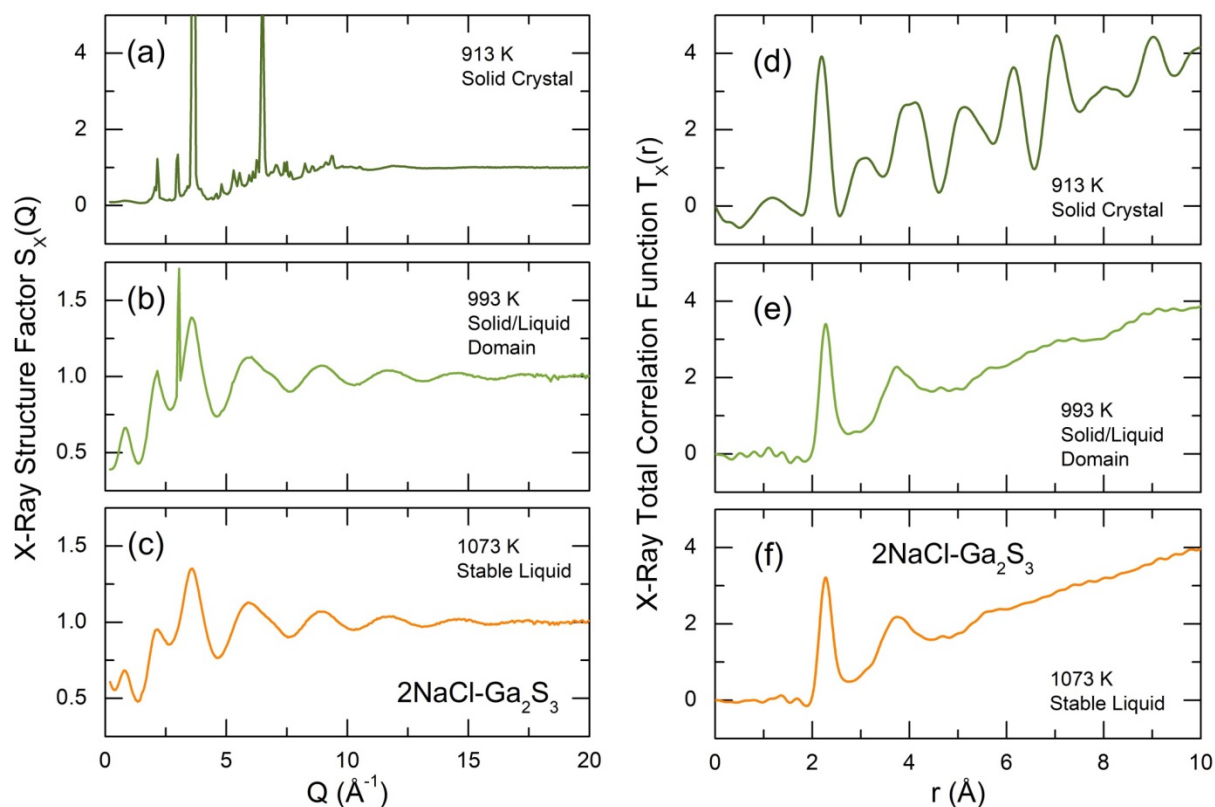 X-Ray Structure Factor S_X(Q)
(a)
913 K
Solid Crystal
4
2
0
(b)
993 K
Solid/Liquid
Domain
1.5
1.0
0.5
(c)
1073 K
Stable Liquid
1.5
1.0
0.5
2NaCl-Ga₂S₃
0 5 10 15 20
Q (Å⁻¹)
X-Ray Total Correlation Function T_X(r)
(d)
913 K
Solid Crystal
4
2
0
(e)
993 K
Solid/Liquid
Domain
4
2
0
(f)
2NaCl-Ga₂S₃
1073 K
Stable Liquid
4
2
0
0 2 4 6 8 10
r (Å)